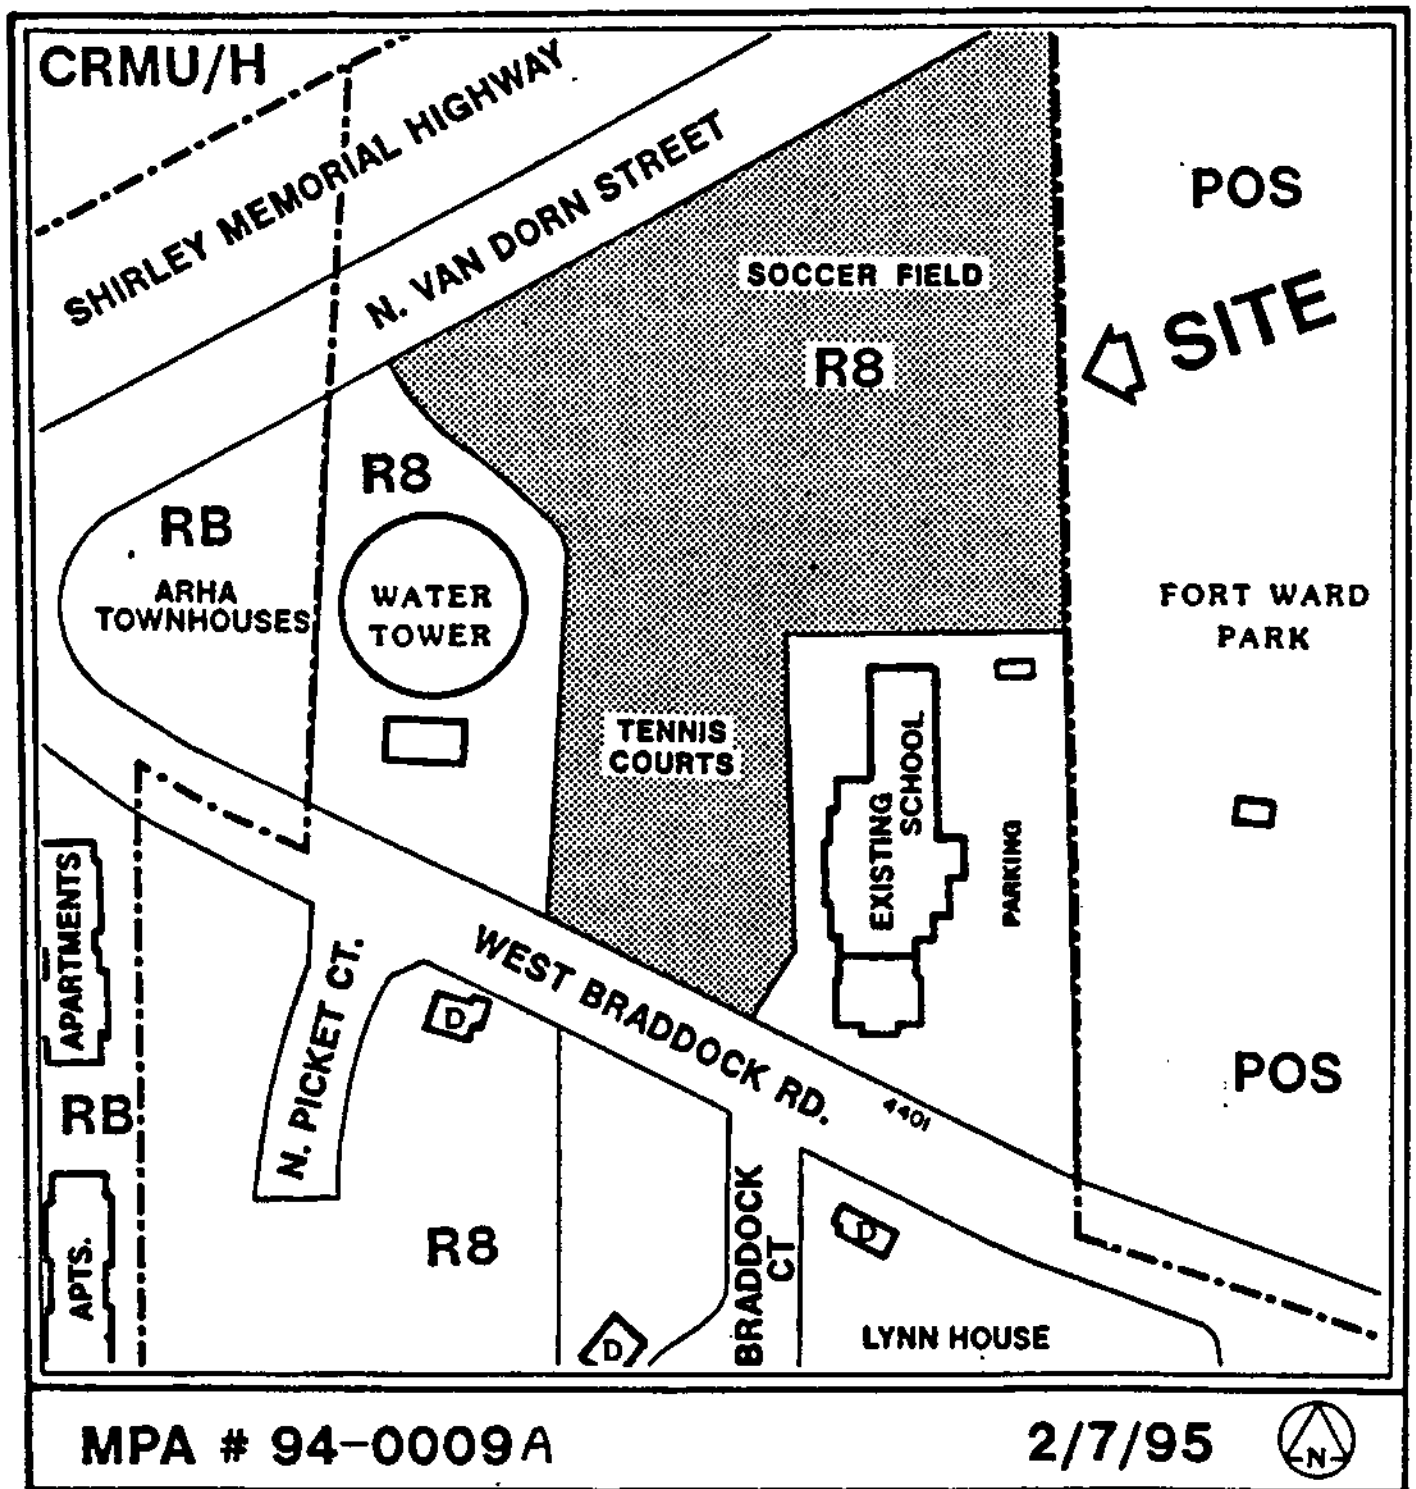 CRMU/H
SHIRLEY MEMORIAL HIGHWAY
N. VAN DORN STREET
POS
SOCCER FIELD
SITE
R8
R8
RB
ARHA
TOWNHOUSES
WATER
TOWER
FORT WARD
PARK
TENNIS
COURTS
EXISTING
SCHOOL
PARKING
APARTMENTS
N. PICKET CT.
WEST BRADDOCK RD.
D
4401
POS
RB
BRADDOCK
CT
D
R8
APTS.
D
LYNN HOUSE
MPA # 94-0009A
2/7/95
N